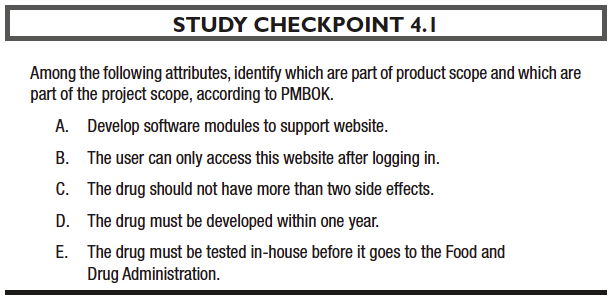 STUDY CHECKPOINT 4.1
Among the following attributes, identify which are part of product scope and which are
part of the project scope, according to PMBOK.
A. Develop software modules to support website.
B. The user can only access this website after logging in.
C. The drug should not have more than two side effects.
D. The drug must be developed within one year.
E. The drug must be tested in-house before it goes to the Food and
Drug Administration.